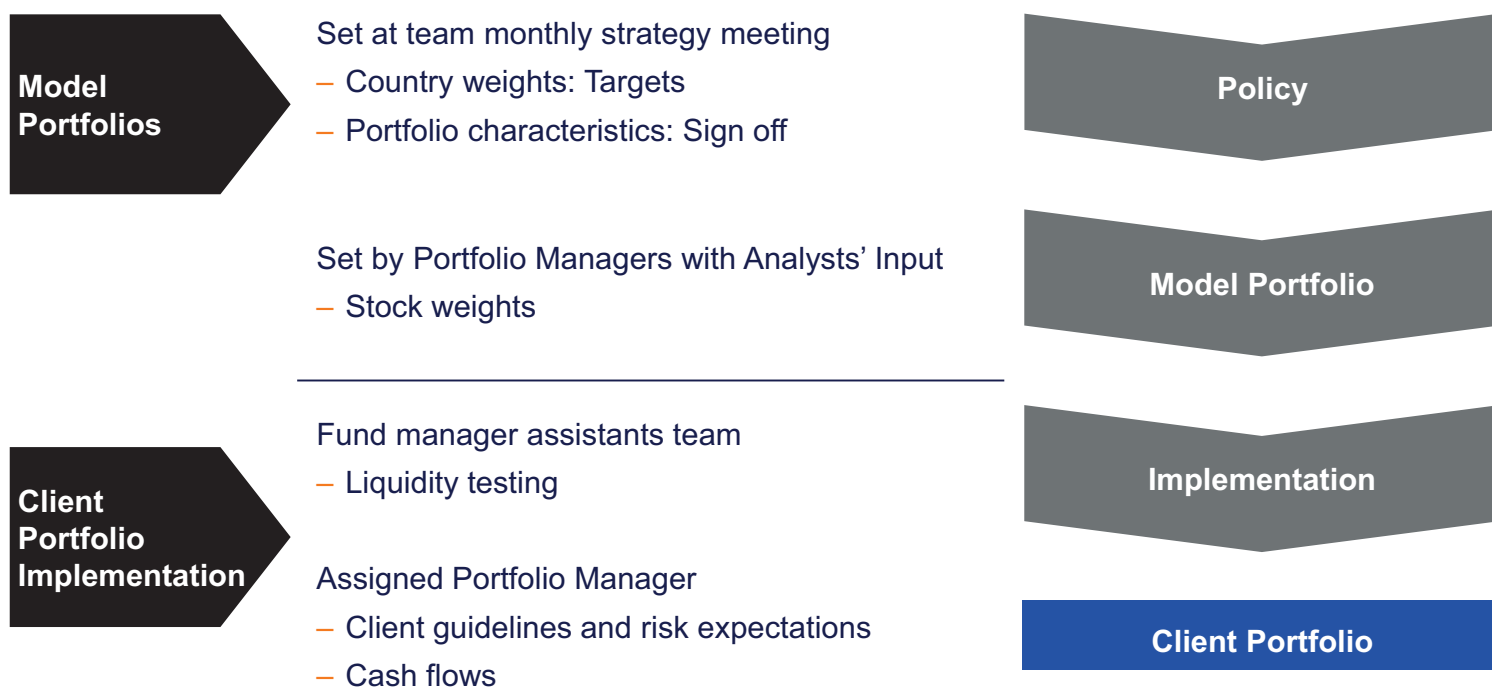 Model
Portfolios
Set at team monthly strategy meeting
– Country weights: Targets
– Portfolio characteristics: Sign off
Policy
Set by Portfolio Managers with Analysts’ Input
– Stock weights
Model Portfolio
Client
Portfolio
Implementation
Fund manager assistants team
– Liquidity testing
Implementation
Assigned Portfolio Manager
– Client guidelines and risk expectations
– Cash flows
Client Portfolio